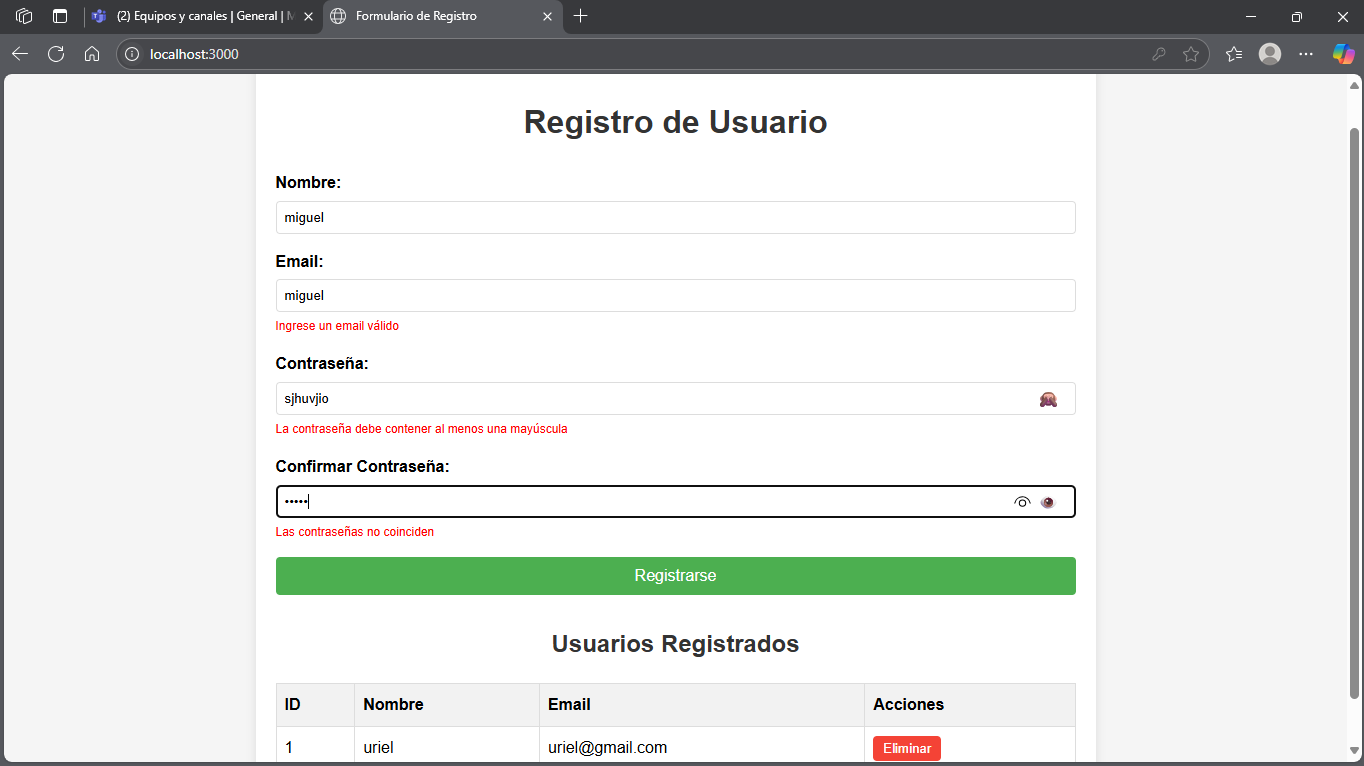 (2) Equipos y canales | General | M
Formulario de Registro
localhost:3000
Registro de Usuario
Nombre:
miguel
Email:
miguel
Ingrese un email válido
Contraseña:
sjhuvjio
La contraseña debe contener al menos una mayúscula
Confirmar Contraseña:
•••••
Las contraseñas no coinciden
Registrarse
Usuarios Registrados
ID Nombre Email Acciones
1 uriel uriel@gmail.com Eliminar